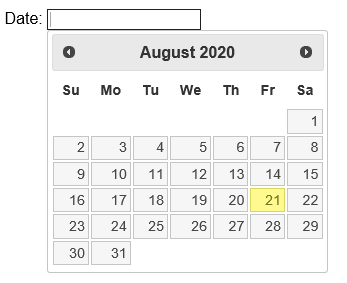 Date:
August 2020
Su Mo Tu We Th Fr Sa
1
2 3 4 5 6 7 8
9 10 11 12 13 14 15
16 17 18 19 20 21 22
23 24 25 26 27 28 29
30 31